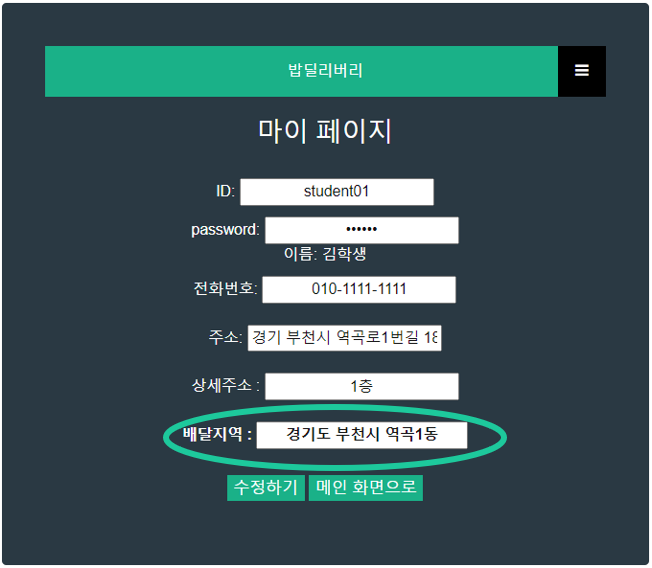 밥딜리버리
마이 페이지
ID: student01
password: ••••••
이름: 김학생
전화번호: 010-1111-1111
주소: 경기 부천시 역곡로1번길 18
상세주소 : 1층
배달지역 : 경기도 부천시 역곡1동
수정하기 메인 화면으로